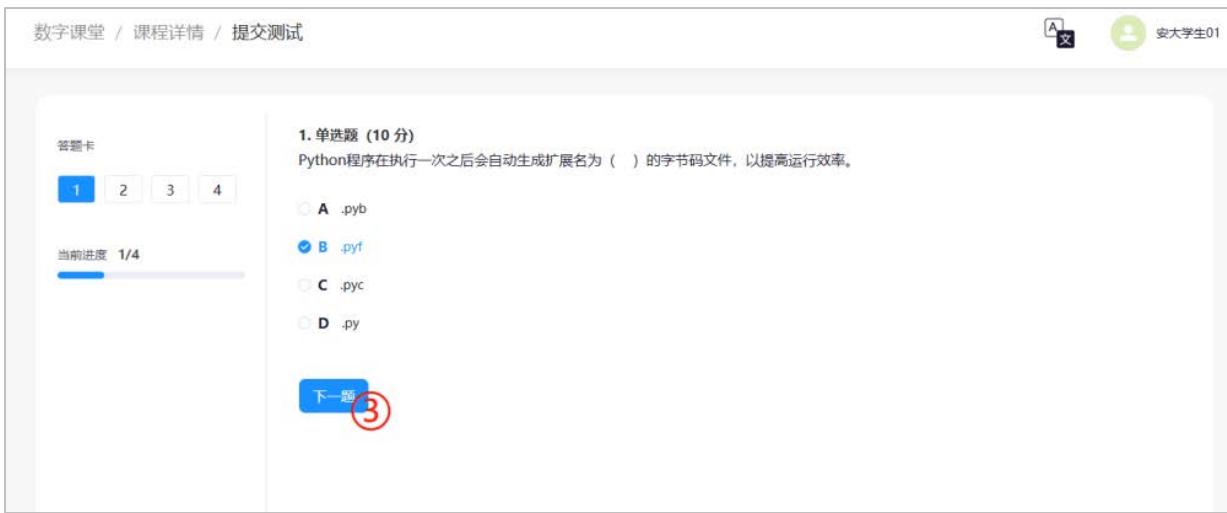 数字课堂 / 课程详情 / 提交测试
A 文 安大学生01
答题卡
1 2 3 4
当前进度 1/4
1. 单选题 (10 分)
Python程序在执行一次之后会自动生成扩展名为 ( ) 的字节码文件，以提高运行效率。
A .pyb
B .pyf
C .pyc
D .py
下一题
③